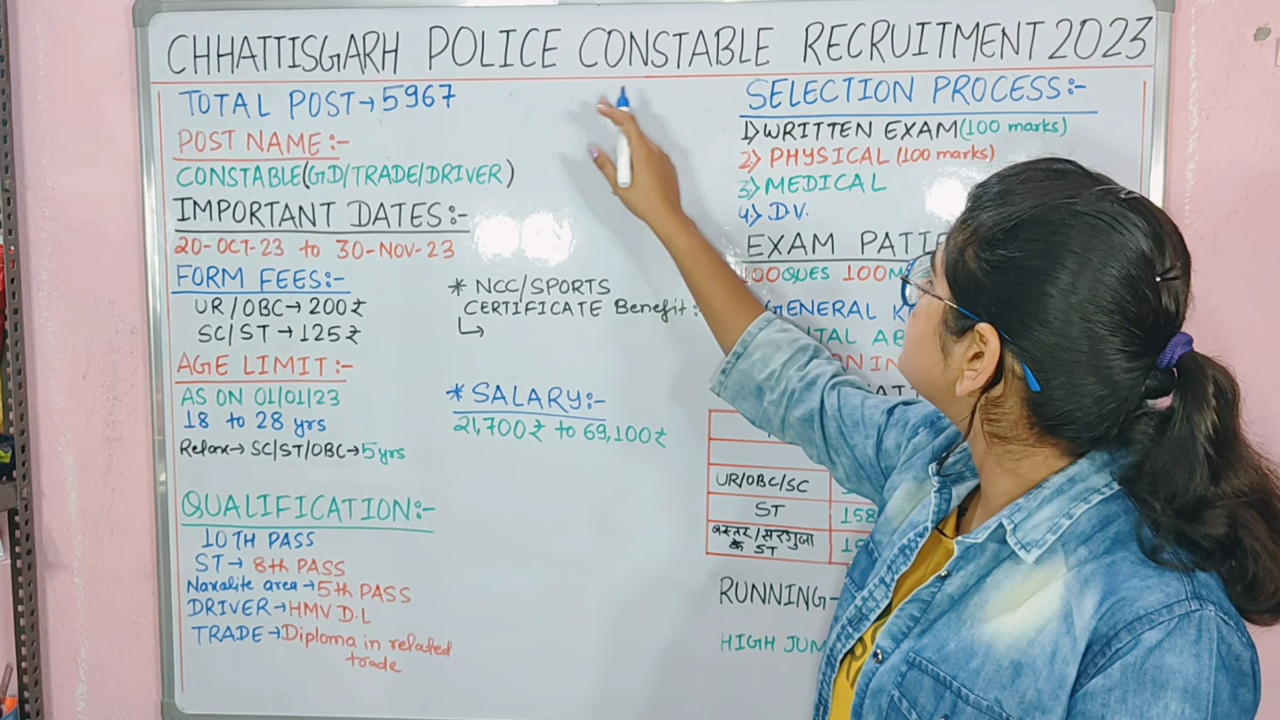 CHHATTISGARH POLICE CONSTABLE RECRUITMENT 2023
TOTAL POST→5967
POST NAME:-
CONSTABLE(GD/TRADE/DRIVER)
IMPORTANT DATES:-
20-OCT-23 to 30-NOV-23
FORM FEES:-
UR/OBC→200₹
SC/ST→125₹
AGE LIMIT:-
AS ON 01/01/23
18 to 28 yrs
Relax→SC/ST/OBC→5yrs
QUALIFICATION:-
10TH PASS
ST→8th PASS
Naxalite area→5th PASS
DRIVER→HMV D.L
TRADE→Diploma in related
trade
* NCC/SPORTS
CERTIFICATE Benefit:
* SALARY:-
21,700₹ to 69,100₹
SELECTION PROCESS:-
1) WRITTEN EXAM(100 marks)
2) PHYSICAL (100 marks)
3) MEDICAL
4) D.V.
EXAM
100QUES 100
GENERAL
UR/OBC/SC
ST
बस्तर/सरगुजा
के ST
RUNNING-
HIGH